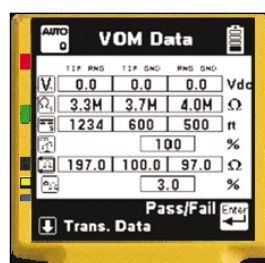 AUTO
0
VOM Data
TIP RNG TIP GND RNG GND
V 0.0 0.0 0.0 Vdc
Ω 3.3M 3.7M 4.0M Ω
1234 600 500 ft
100 %
197.0 100.0 97.0 Ω
3.0 %
Pass/Fail Enter
Trans. Data